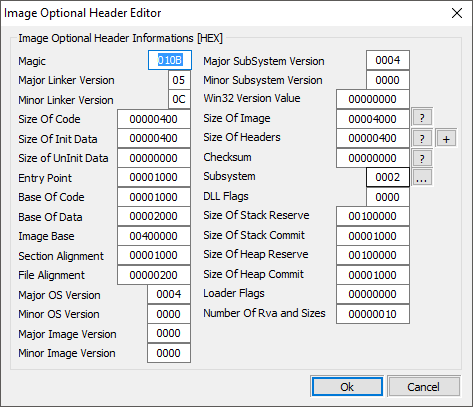 Image Optional Header Editor
Image Optional Header Informations [HEX]
Magic 010B
Major Linker Version 05
Minor Linker Version 0C
Size Of Code 00000400
Size Of Init Data 00000400
Size of UnInit Data 00000000
Entry Point 00001000
Base Of Code 00001000
Base Of Data 00002000
Image Base 00400000
Section Alignment 00001000
File Alignment 00000200
Major OS Version 0004
Minor OS Version 0000
Major Image Version 0000
Minor Image Version 0000
Major SubSystem Version 0004
Minor Subsystem Version 0000
Win32 Version Value 00000000
Size Of Image 00004000 ?
Size Of Headers 00000400 ? +
Checksum 00000000 ?
Subsystem 0002 ...
DLL Flags 0000
Size Of Stack Reserve 00100000
Size Of Stack Commit 00001000
Size Of Heap Reserve 00100000
Size Of Heap Commit 00001000
Loader Flags 00000000
Number Of Rva and Sizes 00000010
Ok Cancel